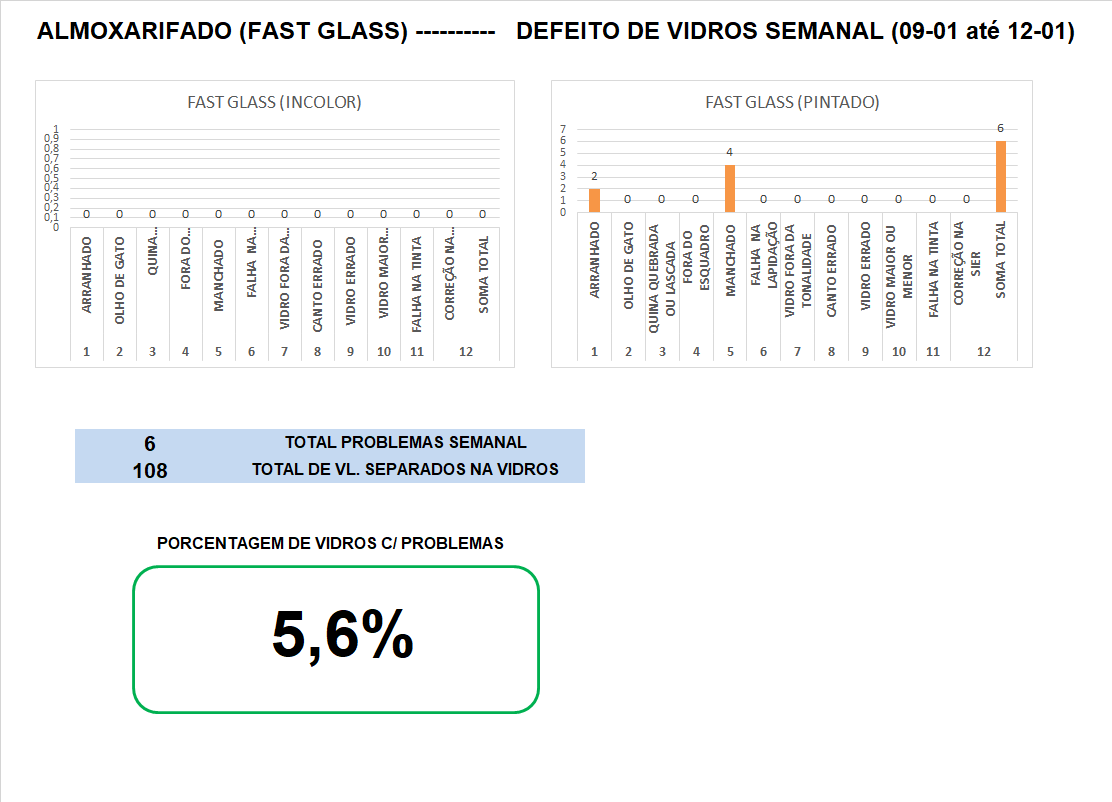 ALMOXARIFADO (FAST GLASS) ---------- DEFEITO DE VIDROS SEMANAL (09-01 até 12-01)
FAST GLASS (INCOLOR)
1
0,9
0,8
0,7
0,6
0,5
0,4
0,3
0,2
0,1
0
0 0 0 0 0 0 0 0 0 0 0 0 0
ARRANHADO
OLHO DE GATO
QUINA...
FORA DO...
MANCHADO
FALHA NA...
VIDRO FORA DA...
CANTO ERRADO
VIDRO ERRADO
VIDRO MAIOR...
FALHA NA TINTA
CORREÇÃO NA...
SOMA TOTAL
1 2 3 4 5 6 7 8 9 10 11 12
FAST GLASS (PINTADO)
7
6
5
4
3
2
1
0
2 0 0 0 4 0 0 0 0 0 0 0 6
ARRANHADO
OLHO DE GATO
QUINA QUEBRADA
OU LASCADA
FORA DO
ESQUADRO
MANCHADO
FALHA NA
LAPIDAÇÃO
VIDRO FORA DA
TONALIDADE
CANTO ERRADO
VIDRO ERRADO
VIDRO MAIOR OU
MENOR
FALHA NA TINTA
CORREÇÃO NA
SIER
SOMA TOTAL
1 2 3 4 5 6 7 8 9 10 11 12
6 TOTAL PROBLEMAS SEMANAL
108 TOTAL DE VL. SEPARADOS NA VIDROS
PORCENTAGEM DE VIDROS C/ PROBLEMAS
5,6%